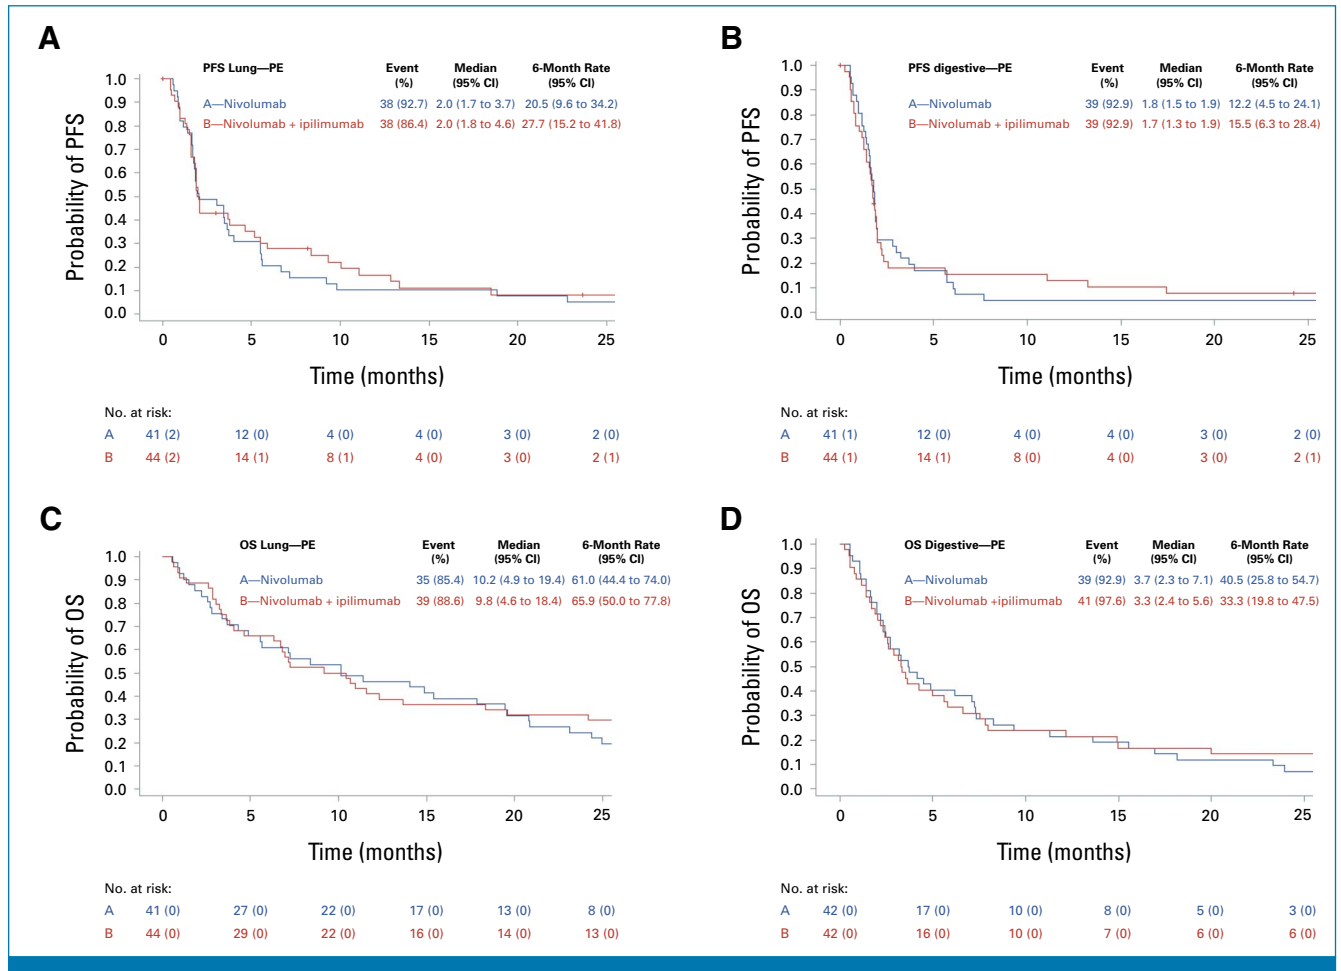 A
PFS Lung—PE
Event (%)
Median (95% CI)
6-Month Rate (95% CI)
A—Nivolumab 38 (92.7) 2.0 (1.7 to 3.7) 20.5 (9.6 to 34.2)
B—Nivolumab + ipilimumab 38 (86.4) 2.0 (1.8 to 4.6) 27.7 (15.2 to 41.8)
Probability of PFS
1.0
0.9
0.8
0.7
0.6
0.5
0.4
0.3
0.2
0.1
0.0
0 5 10 15 20 25
Time (months)
No. at risk:
A 41 (2) 12 (0) 4 (0) 4 (0) 3 (0) 2 (0)
B 44 (2) 14 (1) 8 (1) 4 (0) 3 (0) 2 (1)
B
PFS digestive—PE
Event (%)
Median (95% CI)
6-Month Rate (95% CI)
A—Nivolumab 39 (92.9) 1.8 (1.5 to 1.9) 12.2 (4.5 to 24.1)
B—Nivolumab + ipilimumab 39 (92.9) 1.7 (1.3 to 1.9) 15.5 (6.3 to 28.4)
Probability of PFS
1.0
0.9
0.8
0.7
0.6
0.5
0.4
0.3
0.2
0.1
0.0
0 5 10 15 20 25
Time (months)
No. at risk:
A 41 (1) 12 (0) 4 (0) 4 (0) 3 (0) 2 (0)
B 44 (1) 14 (1) 8 (0) 4 (0) 3 (0) 2 (1)
C
OS Lung—PE
Event (%)
Median (95% CI)
6-Month Rate (95% CI)
A—Nivolumab 35 (85.4) 10.2 (4.9 to 19.4) 61.0 (44.4 to 74.0)
B—Nivolumab + ipilimumab 39 (88.6) 9.8 (4.6 to 18.4) 65.9 (50.0 to 77.8)
Probability of OS
1.0
0.9
0.8
0.7
0.6
0.5
0.4
0.3
0.2
0.1
0.0
0 5 10 15 20 25
Time (months)
No. at risk:
A 41 (0) 27 (0) 22 (0) 17 (0) 13 (0) 8 (0)
B 44 (0) 29 (0) 22 (0) 16 (0) 14 (0) 13 (0)
D
OS Digestive—PE
Event (%)
Median (95% CI)
6-Month Rate (95% CI)
A—Nivolumab 39 (92.9) 3.7 (2.3 to 7.1) 40.5 (25.8 to 54.7)
B—Nivolumab +ipilimumab 41 (97.6) 3.3 (2.4 to 5.6) 33.3 (19.8 to 47.5)
Probability of OS
1.0
0.9
0.8
0.7
0.6
0.5
0.4
0.3
0.2
0.1
0.0
0 5 10 15 20 25
Time (months)
No. at risk:
A 42 (0) 17 (0) 10 (0) 8 (0) 5 (0) 3 (0)
B 42 (0) 16 (0) 10 (0) 7 (0) 6 (0) 6 (0)